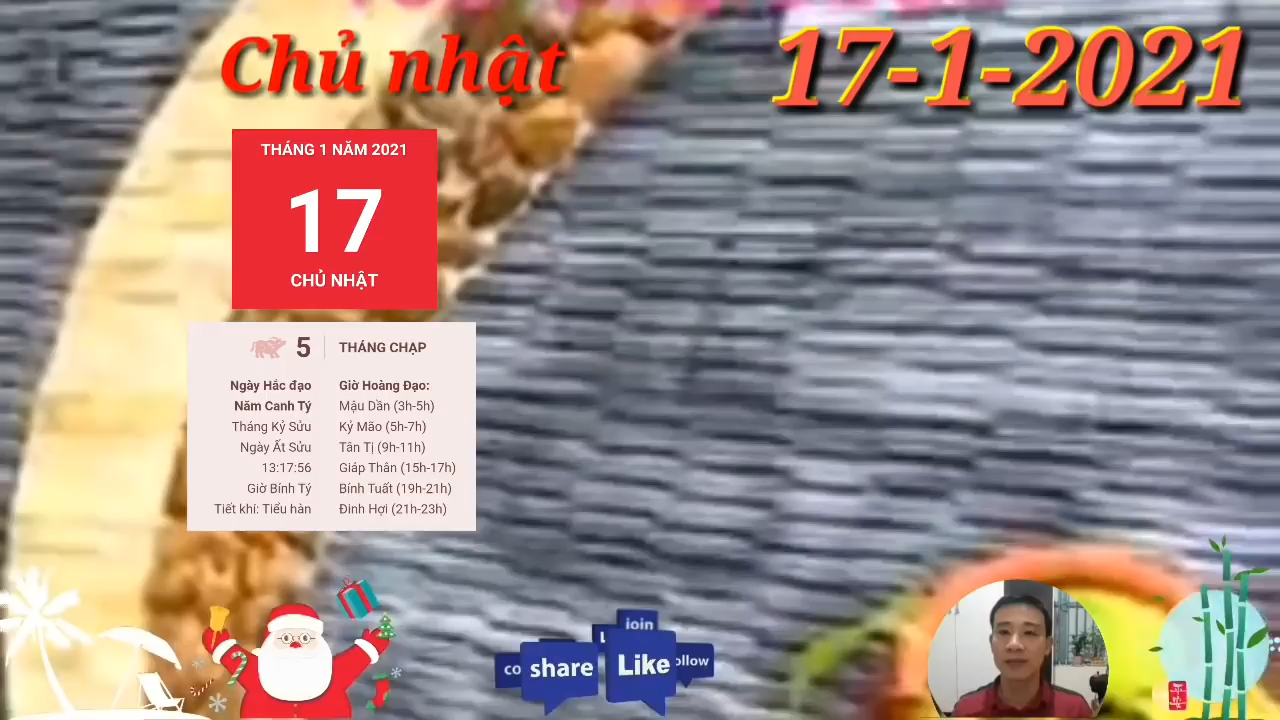 Chủ nhật
17-1-2021
THÁNG 1 NĂM 2021
17
CHỦ NHẬT
5
THÁNG CHẠP
Ngày Hắc đạo
Năm Canh Tý
Tháng Kỷ Sửu
Ngày Ất Sửu
13:17:56
Giờ Bính Tý
Tiết khí: Tiểu hàn
Giờ Hoàng Đạo:
Mậu Dần (3h-5h)
Kỷ Mão (5h-7h)
Tân Tị (9h-11h)
Giáp Thân (15h-17h)
Bính Tuất (19h-21h)
Đinh Hợi (21h-23h)
join
co share Like ollow